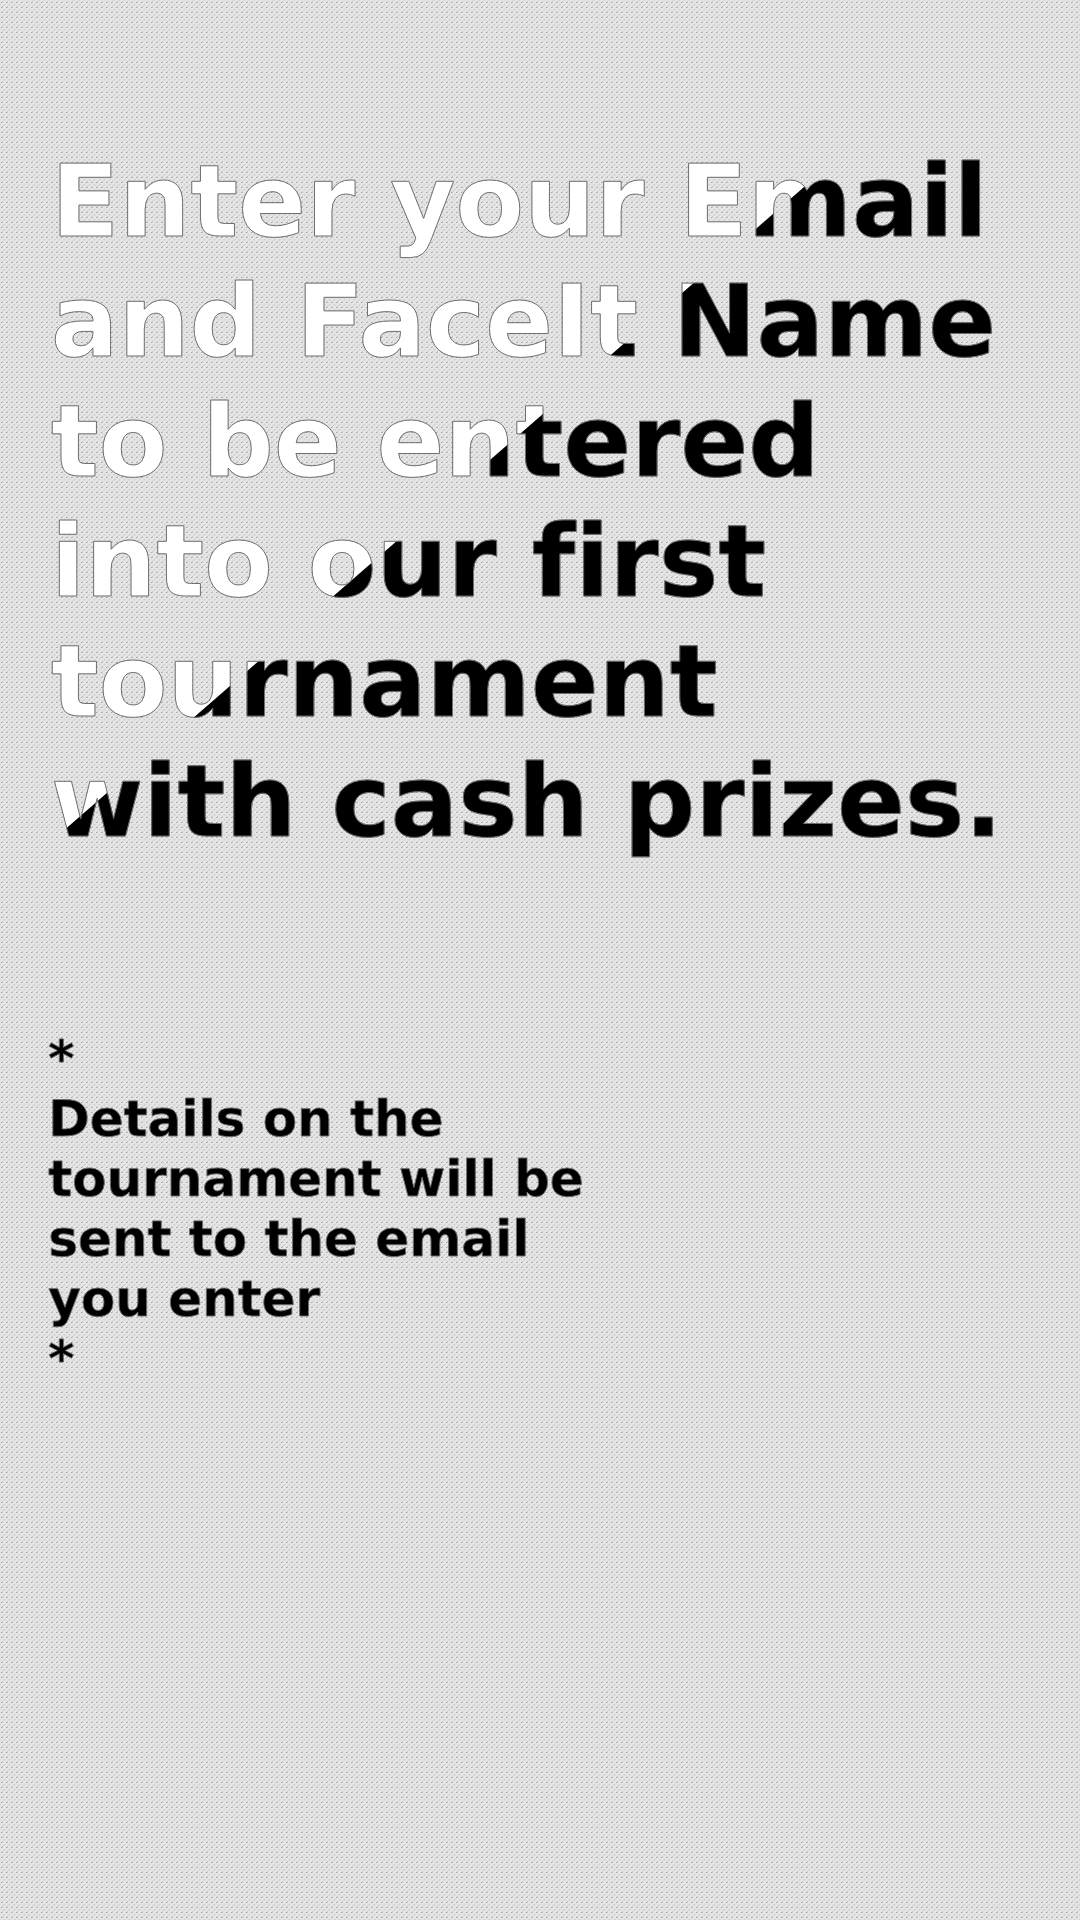 Enter your Email
and FaceIt Name
to be entered
into our first
tournament
with cash prizes.
*
Details on the
tournament will be
sent to the email
you enter
*